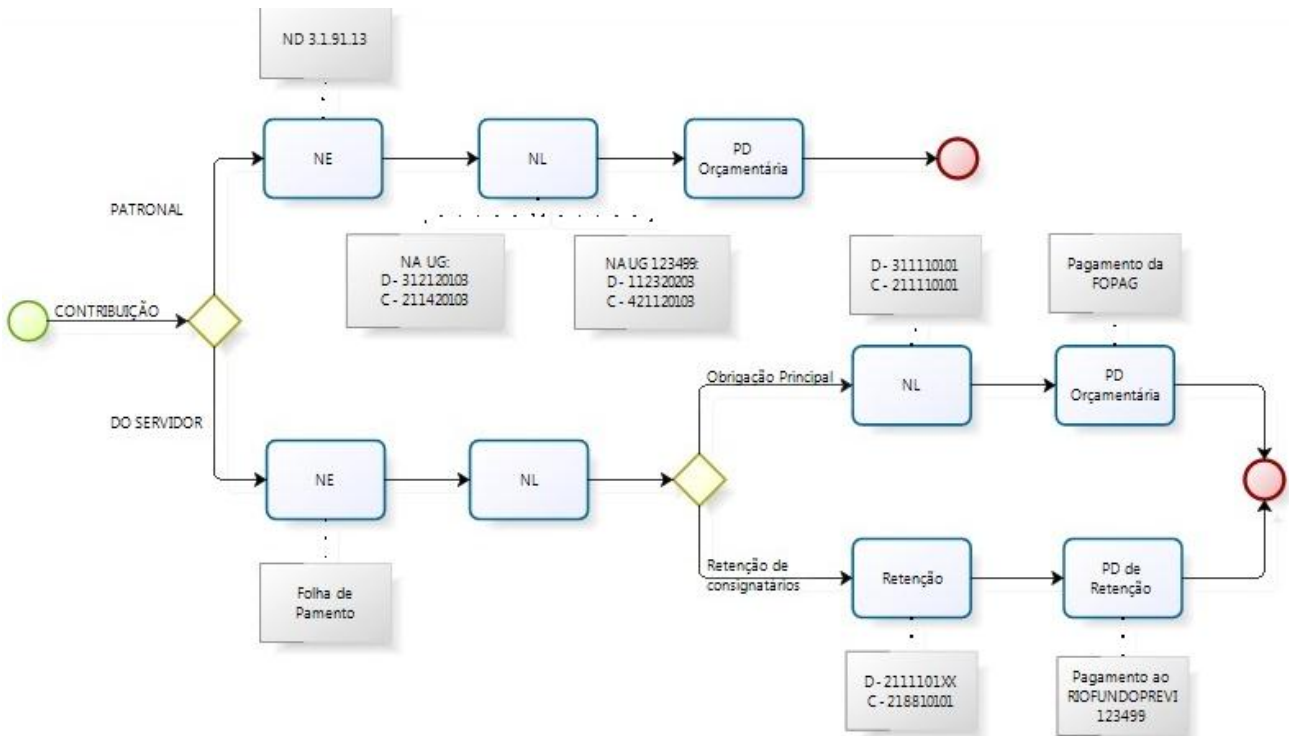 ND 3.1.91.13
NE
NL
PD
Orçamentária
PATRONAL
NA UG:
D - 312120103
C - 211420103
NA UG 123499:
D - 112320203
C - 421120103
D - 311110101
C - 211110101
Pagamento da
FOPAG
CONTRIBUIÇÃO
Obrigação Principal
NL
PD
Orçamentária
DO SERVIDOR
NE
NL
Retenção de
consignatários
Retenção
PD de
Retenção
Folha de
Pamento
D - 2111101XX
C - 218810101
Pagamento ao
RIOFUNDOPREVI
123499